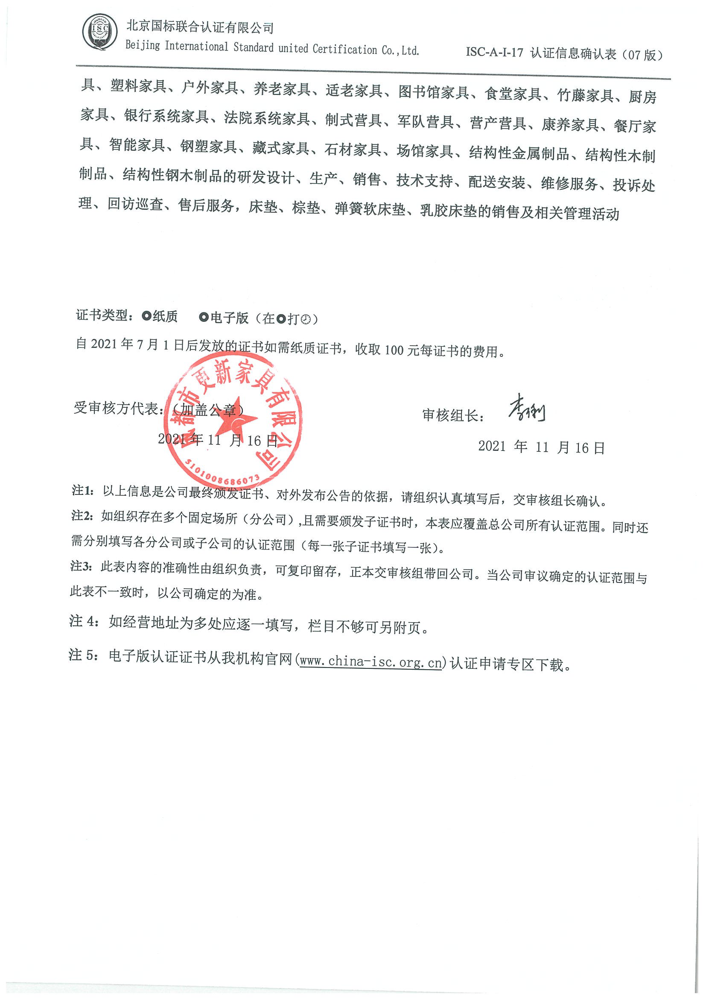 ISC
北京国标联合认证有限公司
Beijing International Standard united Certification Co.,Ltd.
ISC-A-I-17 认证信息确认表（07 版）
具、塑料家具、户外家具、养老家具、适老家具、图书馆家具、食堂家具、竹藤家具、厨房
家具、银行系统家具、法院系统家具、制式营具、军队营具、营产营具、康养家具、餐厅家
具、智能家具、钢塑家具、藏式家具、石材家具、场馆家具、结构性金属制品、结构性木制
制品、结构性钢木制品的研发设计、生产、销售、技术支持、配送安装、维修服务、投诉处
理、回访巡查、售后服务，床垫、棕垫、弹簧软床垫、乳胶床垫的销售及相关管理活动
证书类型：纸质 电子版（在打）
自 2021 年 7 月 1 日后发放的证书如需纸质证书，收取 100 元每证书的费用。
都市更新家具有限公司
5101008686073
受审核方代表：（加盖公章）
2021 年 11 月 16 日
审核组长：
2021 年 11 月 16 日
注1：以上信息是公司最终颁发证书、对外发布公告的依据，请组织认真填写后，交审核组长确认。
注2：如组织存在多个固定场所（分公司）,且需要颁发子证书时，本表应覆盖总公司所有认证范围。同时还
需分别填写各分公司或子公司的认证范围（每一张子证书填写一张）。
注3：此表内容的准确性由组织负责，可复印留存，正本交审核组带回公司。当公司审议确定的认证范围与
此表不一致时，以公司确定的为准。
注 4：如经营地址为多处应逐一填写，栏目不够可另附页。
注 5：电子版认证证书从我机构官网(www.china-isc.org.cn)认证申请专区下载。